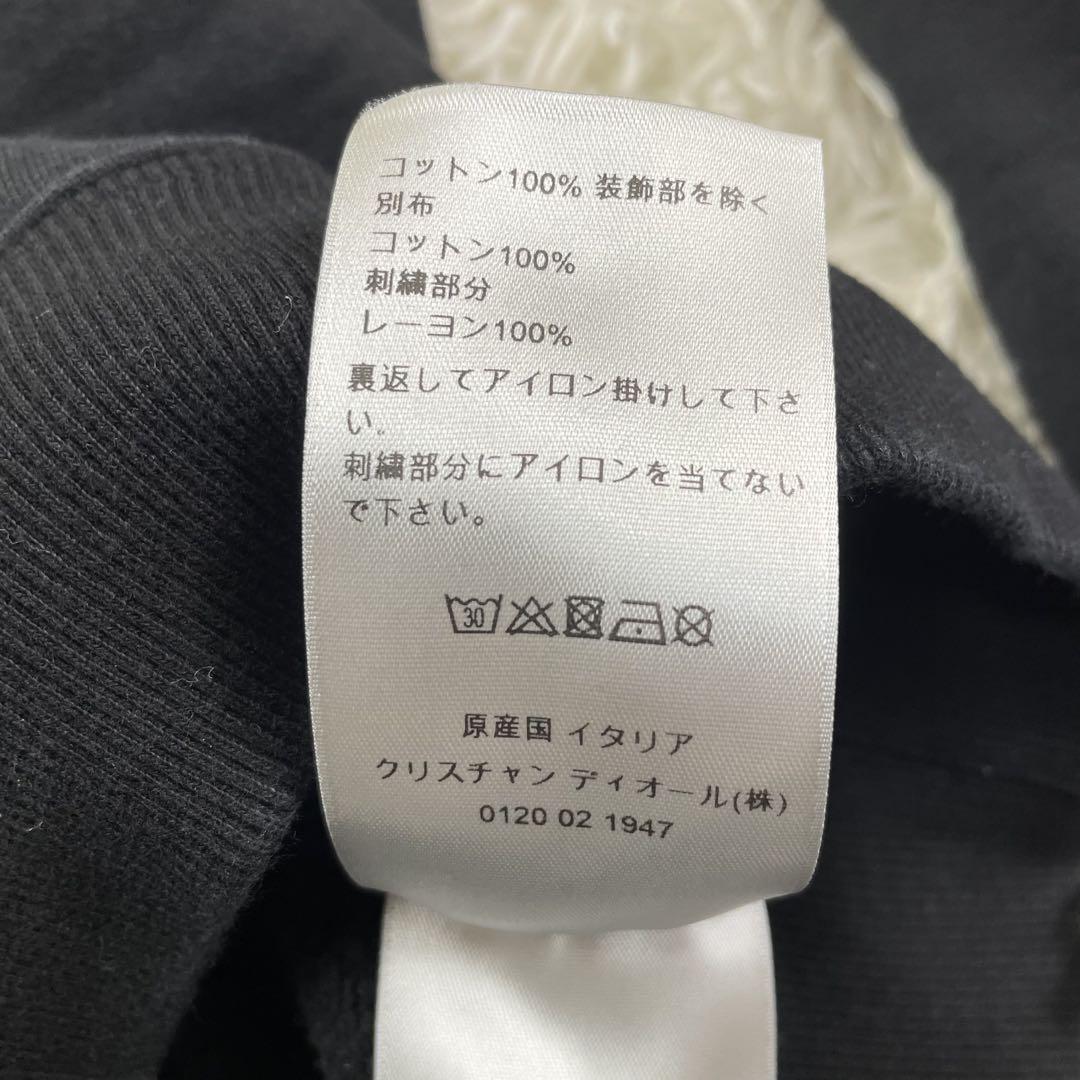 コットン100% 装飾部を除く
別布
コットン100%
刺繍部分
レーヨン100%
裏返してアイロン掛けして下さ
い.
刺繍部分にアイロンを当てない
で下さい。
30
原産国 イタリア
クリスチャン ディオール(株)
0120 02 1947